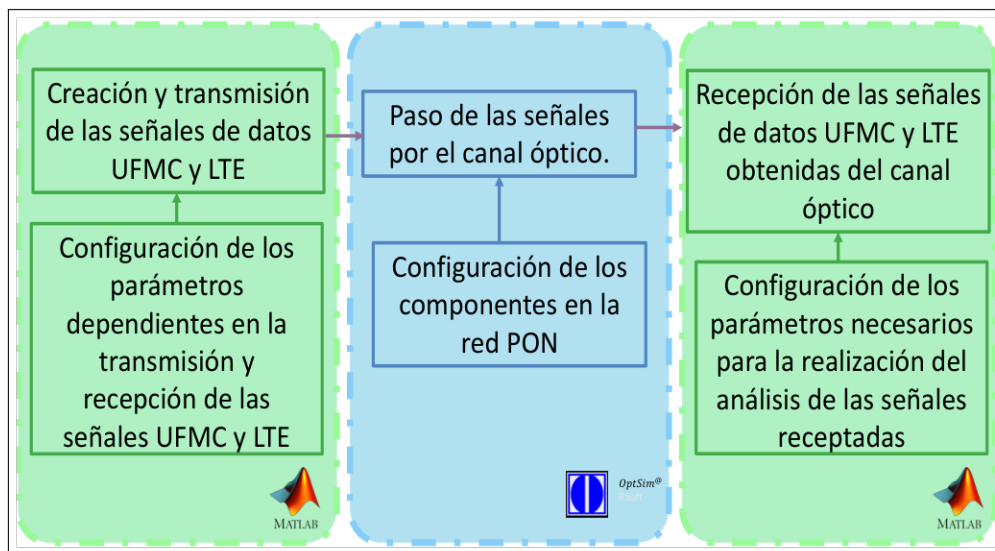 Creación y transmisión
de las señales de datos
UFMC y LTE
Configuración de los
parámetros
dependientes en la
transmisión y
recepción de las
señales UFMC y LTE
MATLAB
Paso de las señales
por el canal óptico.
Configuración de los
componentes en la
red PON
OptSim@
RSoft
Recepción de las señales
de datos UFMC y LTE
obtenidas del canal
óptico
Configuración de los
parámetros necesarios
para la realización del
análisis de las señales
receptadas
MATLAB